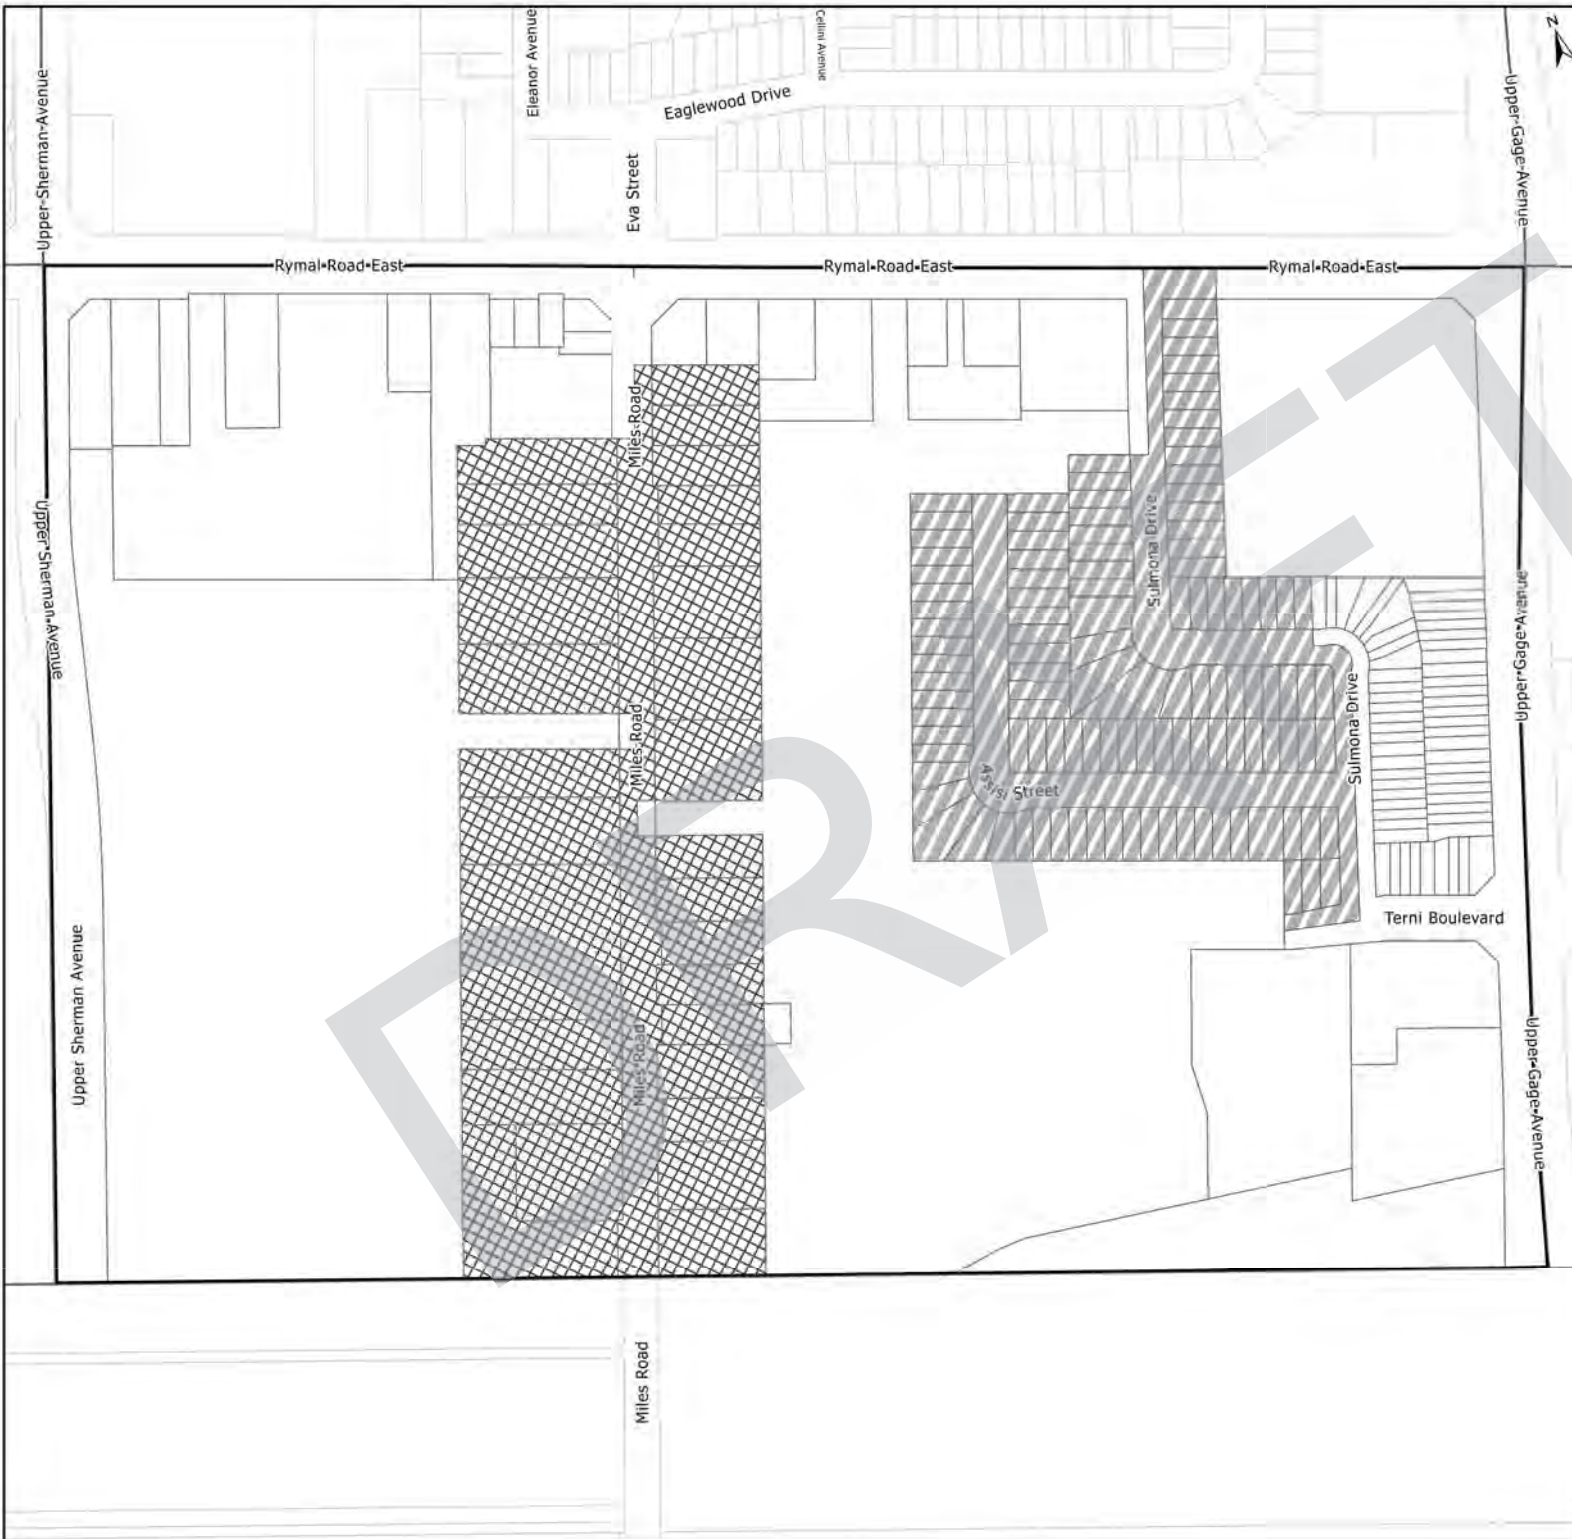 Eleanor Avenue
Cellini Avenue
Z
Upper Sherman Avenue
Eaglewood Drive
Upper Gage Avenue
Eva Street
Rymal Road East
Rymal Road East
Rymal Road East
Miles Road
Sulmona Drive
Upper Sherman Avenue
Upper Gage Avenue
Miles Road
Sulmona Drive
Assisi Street
Terni Boulevard
Upper Sherman Avenue
Miles Road
Upper Gage Avenue
Miles Road
DRAFT